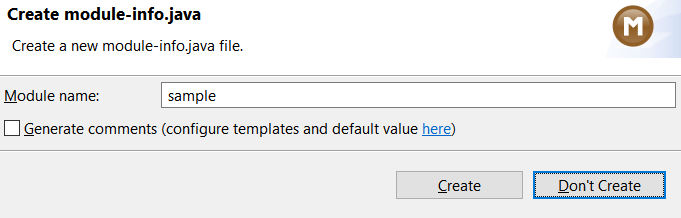 Create module-info.java
Create a new module-info.java file.
M
Module name: sample
Generate comments (configure templates and default value here)
Create Don't Create